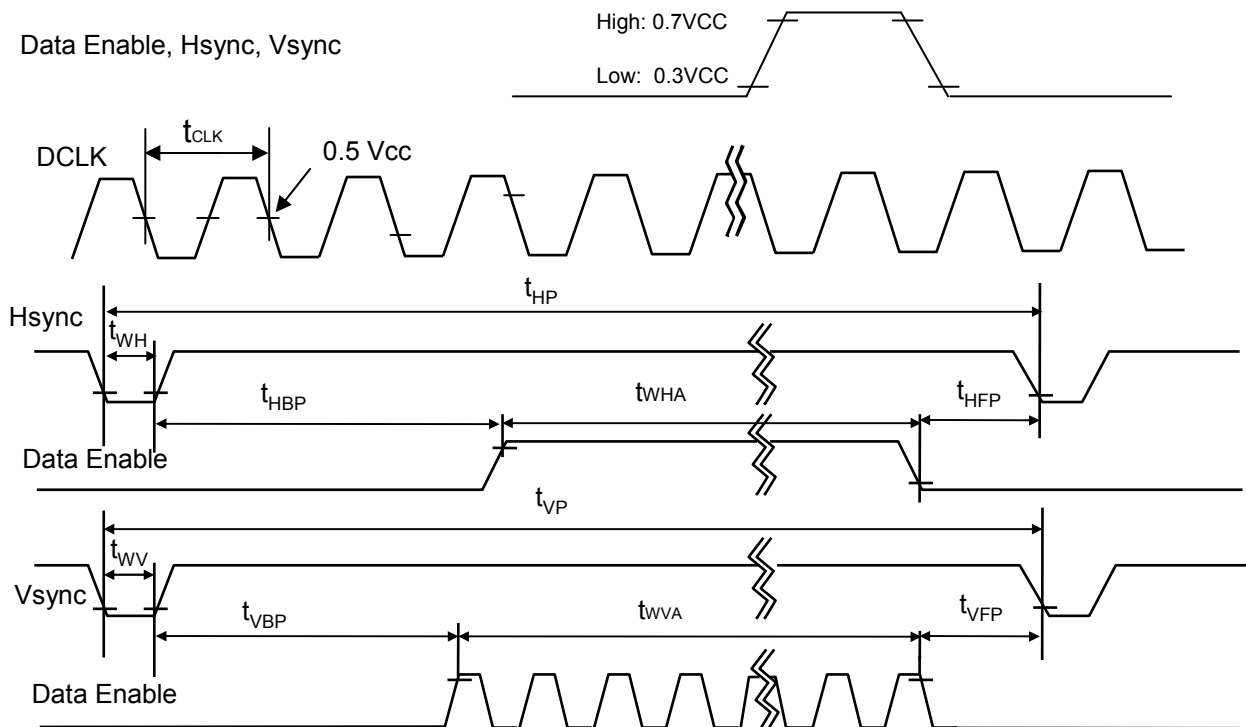 High: 0.7VCC
Data Enable, Hsync, Vsync
Low: 0.3VCC
tCLK
DCLK
0.5 Vcc
tHP
Hsync
tWH
tHBP
tWHA
tHFP
Data Enable
tVP
tWV
Vsync
tVBP
tWVA
tVFP
Data Enable